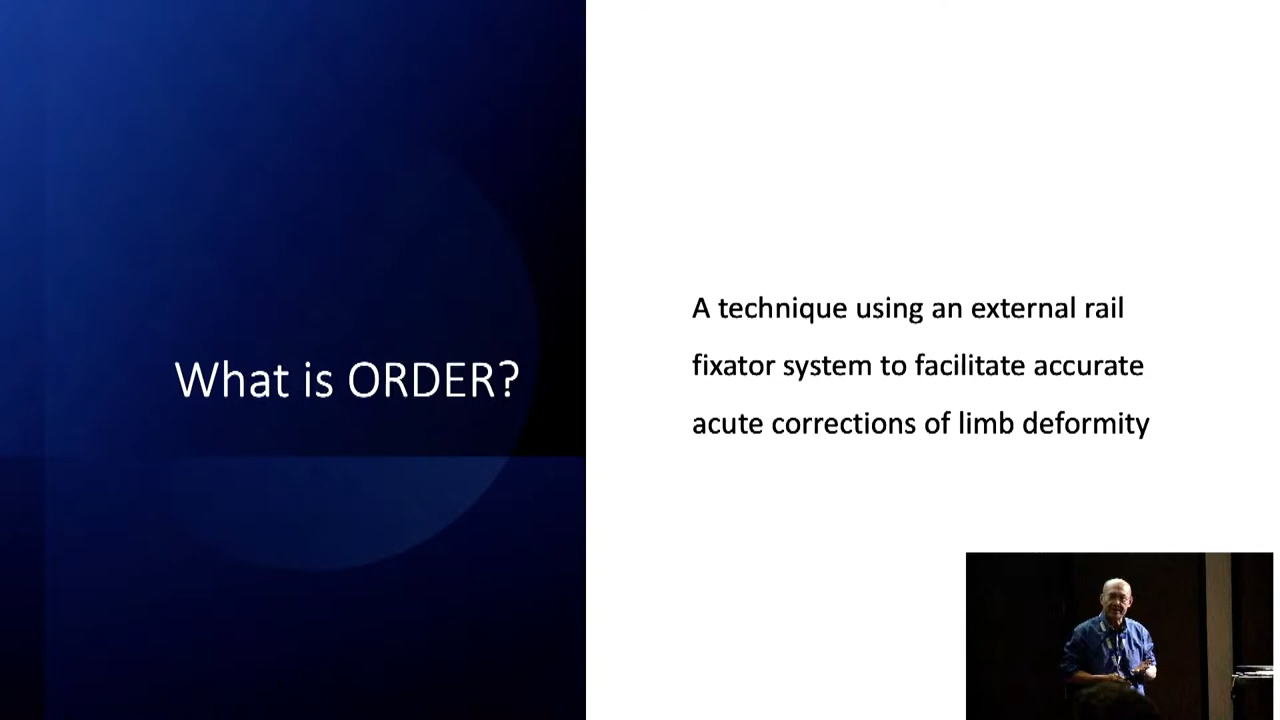 What is ORDER?
A technique using an external rail
fixator system to facilitate accurate
acute corrections of limb deformity